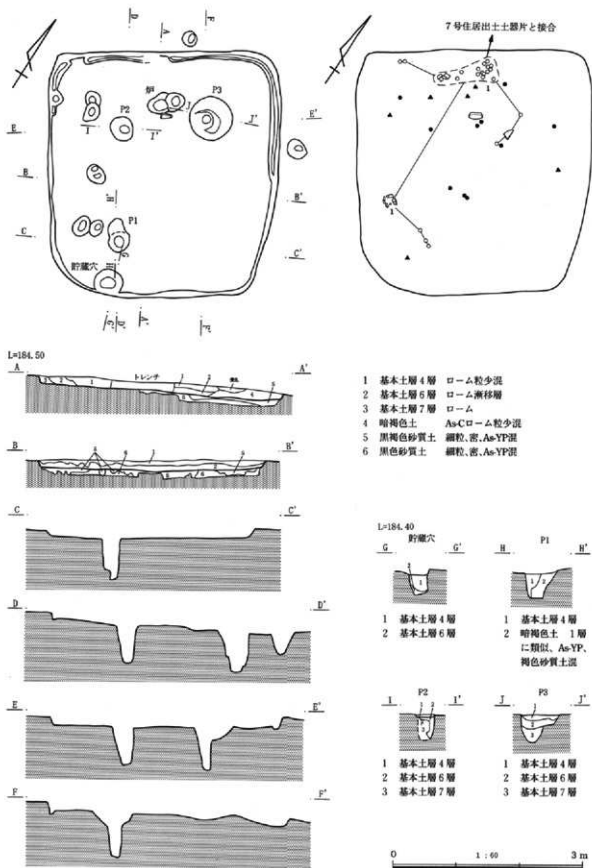 7号住居出土土器片と接合
D
A
F
炉
P3
P2
J
J'
I
I'
E
E'
B
B'
H'
C
C'
P1
G
H
貯蔵穴
G'
D'
A'
F'
1
1
L=184.50
A
トレンチ
A'
B
B'
C
C'
D
D'
E
E'
F
F'
1 基本土層4層 ローム粒少混
2 基本土層6層 ローム漸移層
3 基本土層7層 ローム
4 暗褐色土 As-Cローム粒少混
5 黒褐色砂質土 細粒、密、As-YP混
6 黒色砂質土 細粒、密、As-YP混
L=184.40
貯蔵穴
G G'
1 基本土層4層
2 基本土層6層
P1
H H'
1 基本土層4層
2 暗褐色土 1層
に類似、As-YP、
褐色砂質土混
P2
I I'
1 基本土層4層
2 基本土層6層
3 基本土層7層
P3
J J'
1 基本土層4層
2 基本土層6層
3 基本土層7層
0 1:60 3m